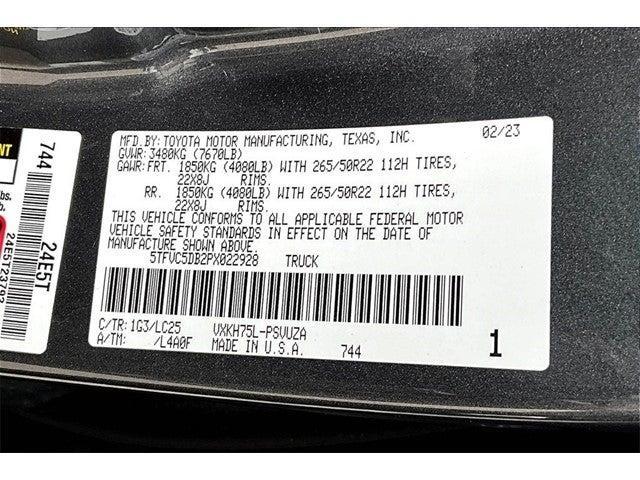 MFD.BY: TOYOTA MOTOR MANUFACTURING, TEXAS, INC. 02/23
GVWR: 3480KG (7670LB)
GAWR: FRT. 1850KG (4080LB) WITH 265/50R22 112H TIRES,
22X8J RIMS.
RR. 1850KG (4080LB) WITH 265/50R22 112H TIRES,
22X8J RIMS.
THIS VEHICLE CONFORMS TO ALL APPLICABLE FEDERAL MOTOR
VEHICLE SAFETY STANDARDS IN EFFECT ON THE DATE OF
MANUFACTURE SHOWN ABOVE.
5TFVC5DB2PX022928 TRUCK
C/TR: 1G3/LC25 VXKH75L-PSVUZA
A/TM: /L4A0F MADE IN U.S.A. 744 1
744 24E5T
24E5T23792
bs.
b.